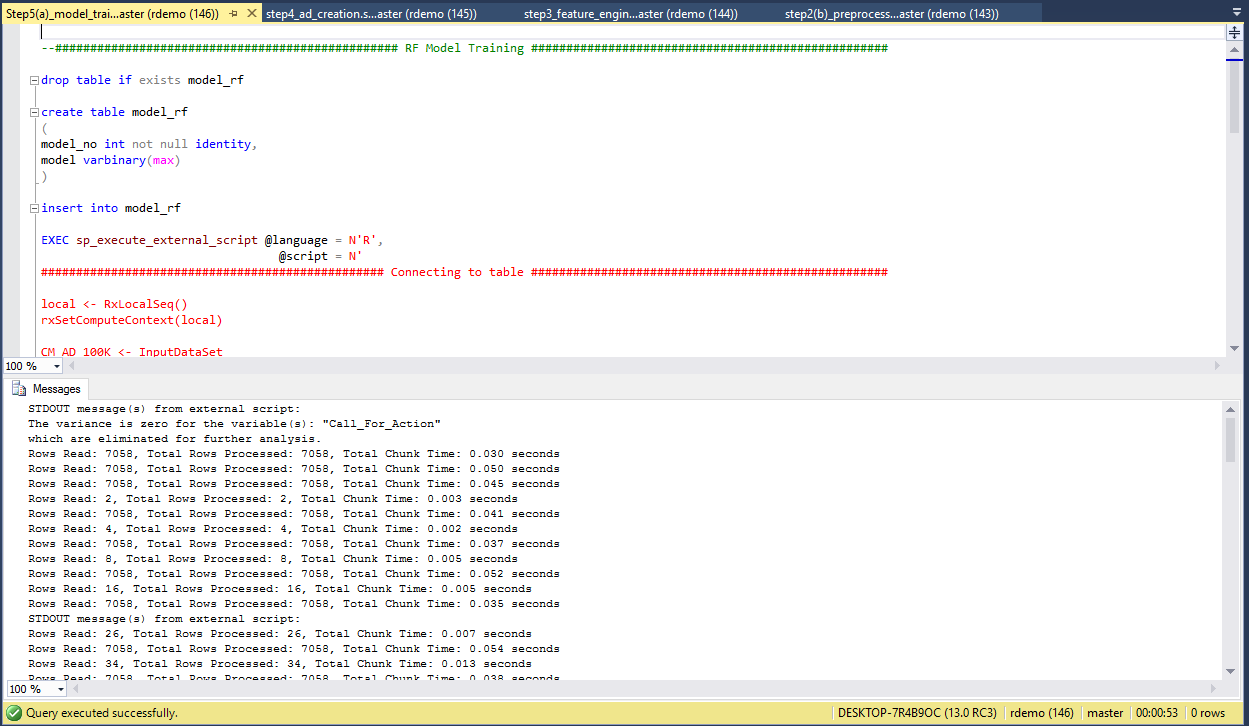 Step5(a)_model_trai...aster (rdemo (146)) step4_ad_creation.s...aster (rdemo (145)) step3_feature_engin...aster (rdemo (144)) step2(b)_preprocess...aster (rdemo (143))
--################################################# RF Model Training ###################################################
drop table if exists model_rf
create table model_rf
(
model_no int not null identity,
model varbinary(max)
)
insert into model_rf
EXEC sp_execute_external_script @language = N'R',
@script = N'
################################################# Connecting to table ###################################################
local <- RxLocalSeq()
rxSetComputeContext(local)
CM_AD_100K <- InputDataSet
100 %
Messages
STDOUT message(s) from external script:
The variance is zero for the variable(s): "Call_For_Action"
which are eliminated for further analysis.
Rows Read: 7058, Total Rows Processed: 7058, Total Chunk Time: 0.030 seconds
Rows Read: 7058, Total Rows Processed: 7058, Total Chunk Time: 0.050 seconds
Rows Read: 7058, Total Rows Processed: 7058, Total Chunk Time: 0.045 seconds
Rows Read: 2, Total Rows Processed: 2, Total Chunk Time: 0.003 seconds
Rows Read: 7058, Total Rows Processed: 7058, Total Chunk Time: 0.041 seconds
Rows Read: 4, Total Rows Processed: 4, Total Chunk Time: 0.002 seconds
Rows Read: 7058, Total Rows Processed: 7058, Total Chunk Time: 0.037 seconds
Rows Read: 8, Total Rows Processed: 8, Total Chunk Time: 0.005 seconds
Rows Read: 7058, Total Rows Processed: 7058, Total Chunk Time: 0.052 seconds
Rows Read: 16, Total Rows Processed: 16, Total Chunk Time: 0.005 seconds
Rows Read: 7058, Total Rows Processed: 7058, Total Chunk Time: 0.035 seconds
STDOUT message(s) from external script:
Rows Read: 26, Total Rows Processed: 26, Total Chunk Time: 0.007 seconds
Rows Read: 7058, Total Rows Processed: 7058, Total Chunk Time: 0.054 seconds
Rows Read: 34, Total Rows Processed: 34, Total Chunk Time: 0.013 seconds
Rows Read: 7058, Total Rows Processed: 7058, Total Chunk Time: 0.038 seconds
100 %
Query executed successfully. DESKTOP-7R4B9OC (13.0 RC3) rdemo (146) master 00:00:53 0 rows